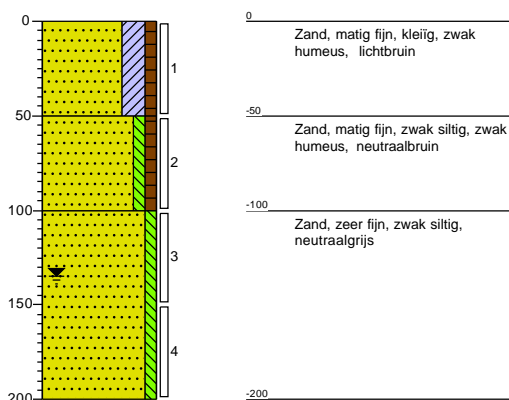 0
50
100
150
200
1
2
3
4
0
Zand, matig fijn, kleiïg, zwak
humeus, lichtbruin
-50
Zand, matig fijn, zwak siltig, zwak
humeus, neutraalbruin
-100
Zand, zeer fijn, zwak siltig,
neutraalgrijs
-200